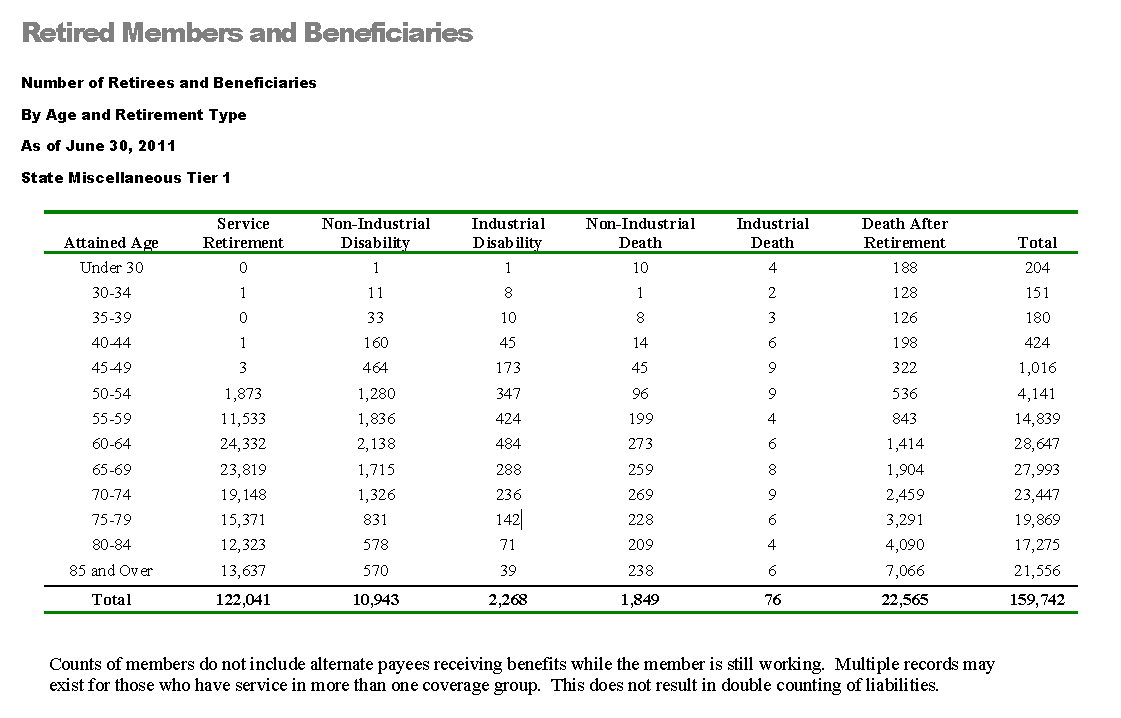 Retired Members and Beneficiaries
Number of Retirees and Beneficiaries
By Age and Retirement Type
As of June 30, 2011
State Miscellaneous Tier 1
Service Non-Industrial Industrial Non-Industrial Industrial Death After
Attained Age Retirement Disability Disability Death Death Retirement Total
Under 30 0 1 1 10 4 188 204
30-34 1 11 8 1 2 128 151
35-39 0 33 10 8 3 126 180
40-44 1 160 45 14 6 198 424
45-49 3 464 173 45 9 322 1,016
50-54 1,873 1,280 347 96 9 536 4,141
55-59 11,533 1,836 424 199 4 843 14,839
60-64 24,332 2,138 484 273 6 1,414 28,647
65-69 23,819 1,715 288 259 8 1,904 27,993
70-74 19,148 1,326 236 269 9 2,459 23,447
75-79 15,371 831 142 228 6 3,291 19,869
80-84 12,323 578 71 209 4 4,090 17,275
85 and Over 13,637 570 39 238 6 7,066 21,556
Total 122,041 10,943 2,268 1,849 76 22,565 159,742
Counts of members do not include alternate payees receiving benefits while the member is still working. Multiple records may
exist for those who have service in more than one coverage group. This does not result in double counting of liabilities.